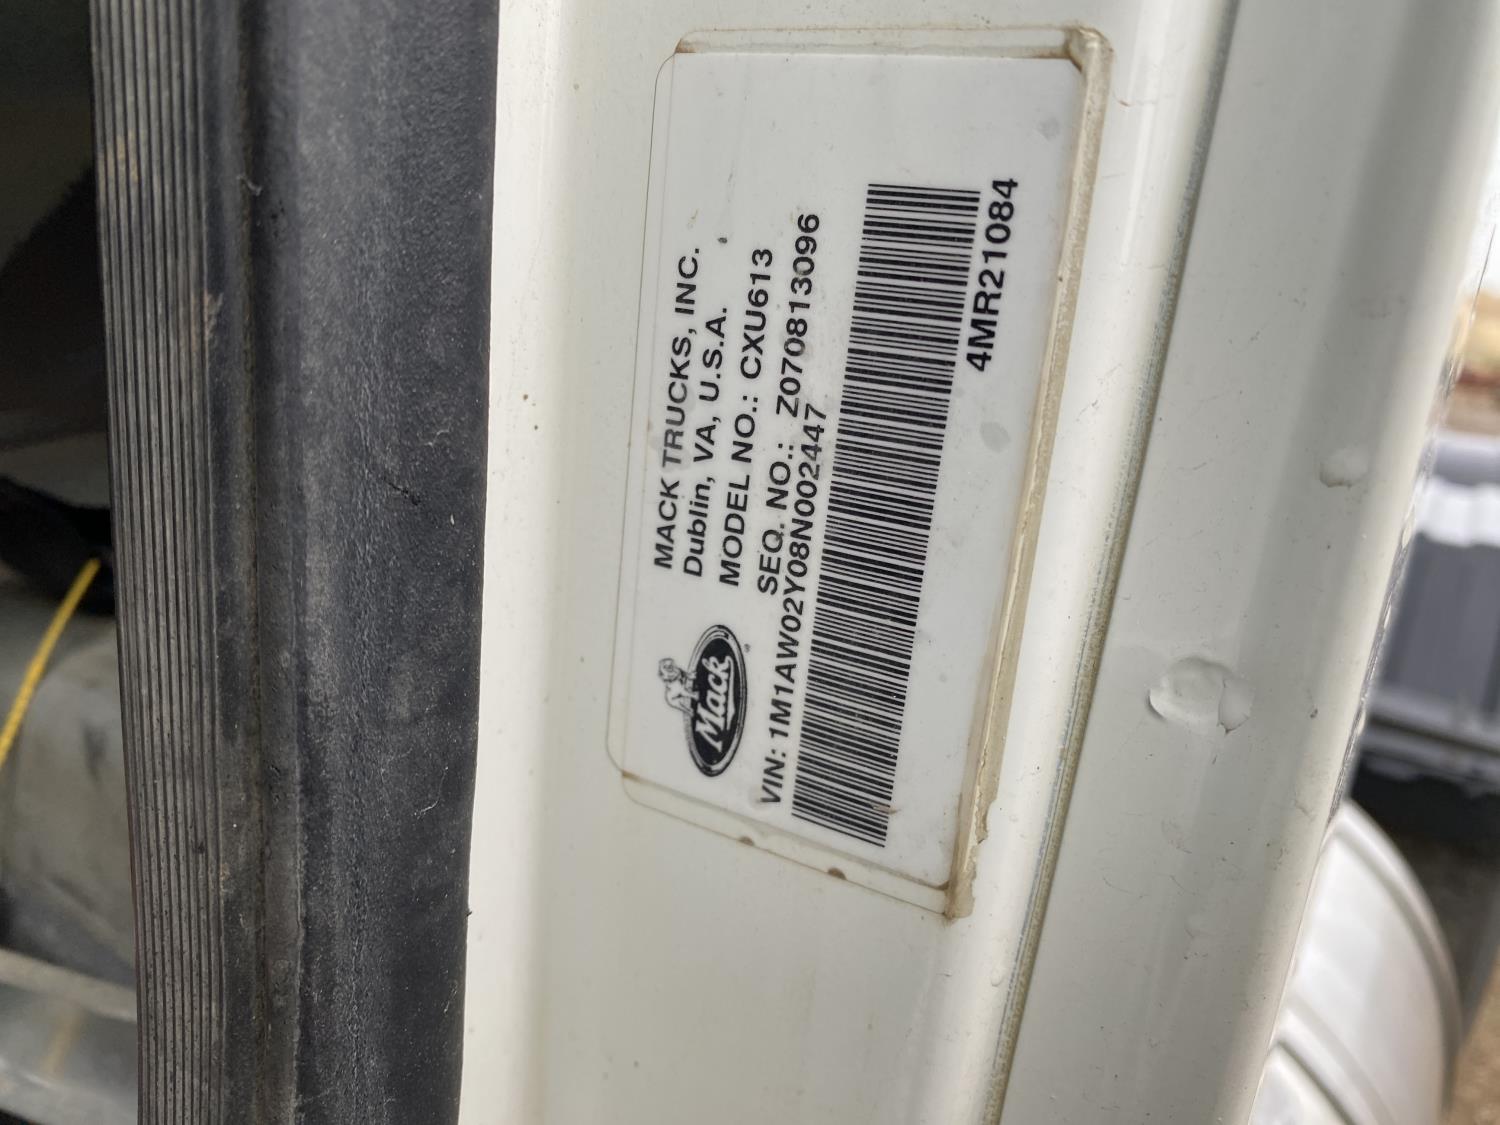 MACK TRUCKS, INC.
Dublin, VA, U.S.A.
MODEL NO.: CXU613
SEQ. NO.: Z070813096
VIN: 1M1AW02Y08N002447
4MR21084
Mack